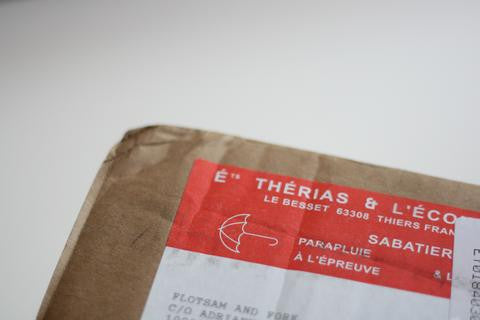 Éᵀˢ THÉRIAS & L'ÉCO
LE BESSET 63308 THIERS FRAN
SABATIER
PARAPLUIE
À L'ÉPREUVE
& L
FLOTSAM AND FORK
C/O ADRIAN